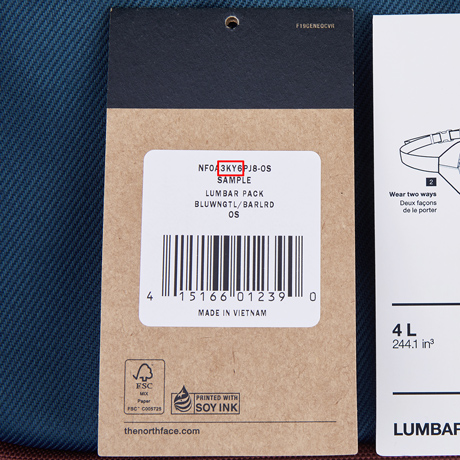 F19GENEQCVR
NF0A3KY6PJ8-OS
SAMPLE
LUMBAR PACK
BLUWNGTL/BARLRD
OS
4 15166 01239 0
MADE IN VIETNAM
FSC
MIX
Paper
FSC® C005725
PRINTED WITH
SOY INK
thenorthface.com
2
Wear two ways
Deux façons
de le porter
4 L
244.1 in³
LUMBAR